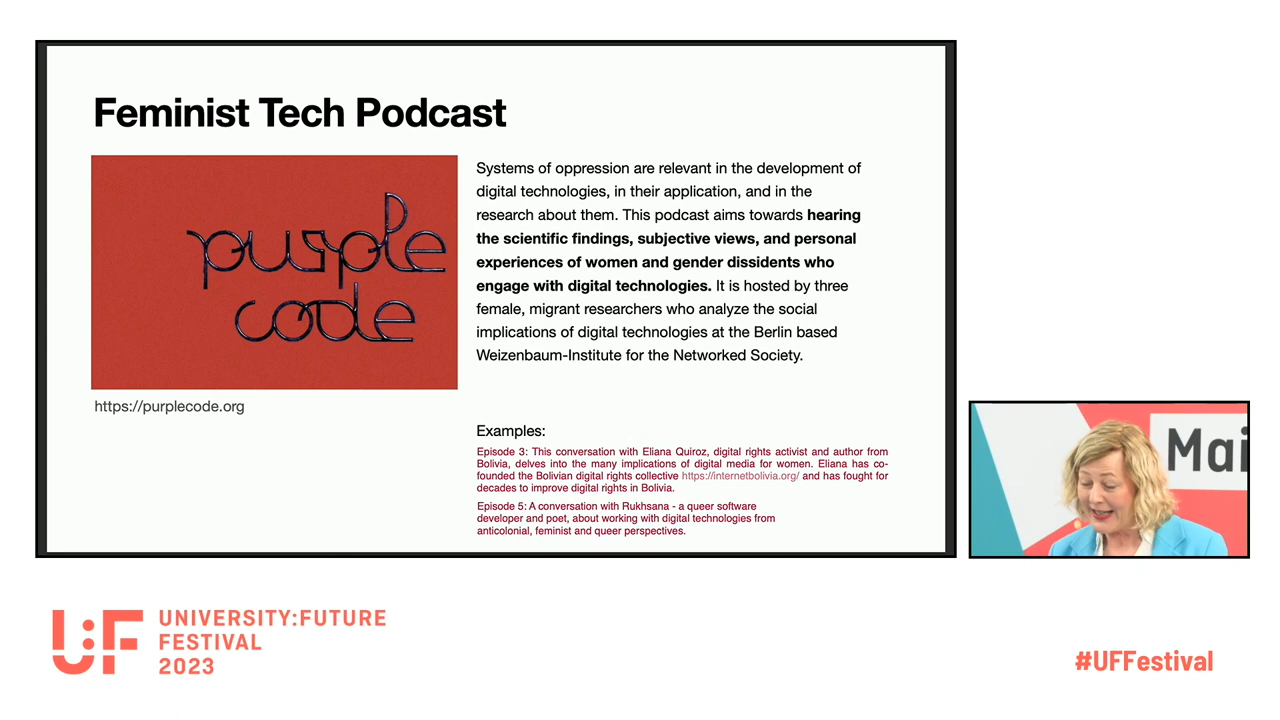 Feminist Tech Podcast
purple
code
https://purplecode.org
Systems of oppression are relevant in the development of
digital technologies, in their application, and in the
research about them. This podcast aims towards hearing
the scientific findings, subjective views, and personal
experiences of women and gender dissidents who
engage with digital technologies. It is hosted by three
female, migrant researchers who analyze the social
implications of digital technologies at the Berlin based
Weizenbaum-Institute for the Networked Society.
Examples:
Episode 3: This conversation with Eliana Quiroz, digital rights activist and author from
Bolivia, delves into the many implications of digital media for women. Eliana has co-
founded the Bolivian digital rights collective https://internetbolivia.org/ and has fought for
decades to improve digital rights in Bolivia.
Episode 5: A conversation with Rukhsana - a queer software
developer and poet, about working with digital technologies from
anticolonial, feminist and queer perspectives.
Mai
U:F
UNIVERSITY:FUTURE
FESTIVAL
2023
#UFFestival